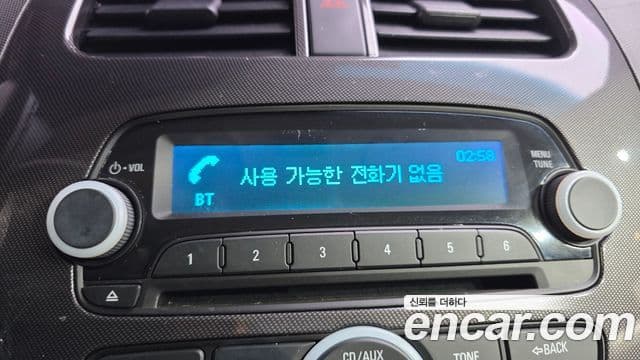 ⏻-VOL
02:58
MENU
TUNE
사용 가능한 전화기 없음
BT
1 2 3 4 5 6
신뢰를 더하다
encar.com
CD/AUX
TONE
BACK